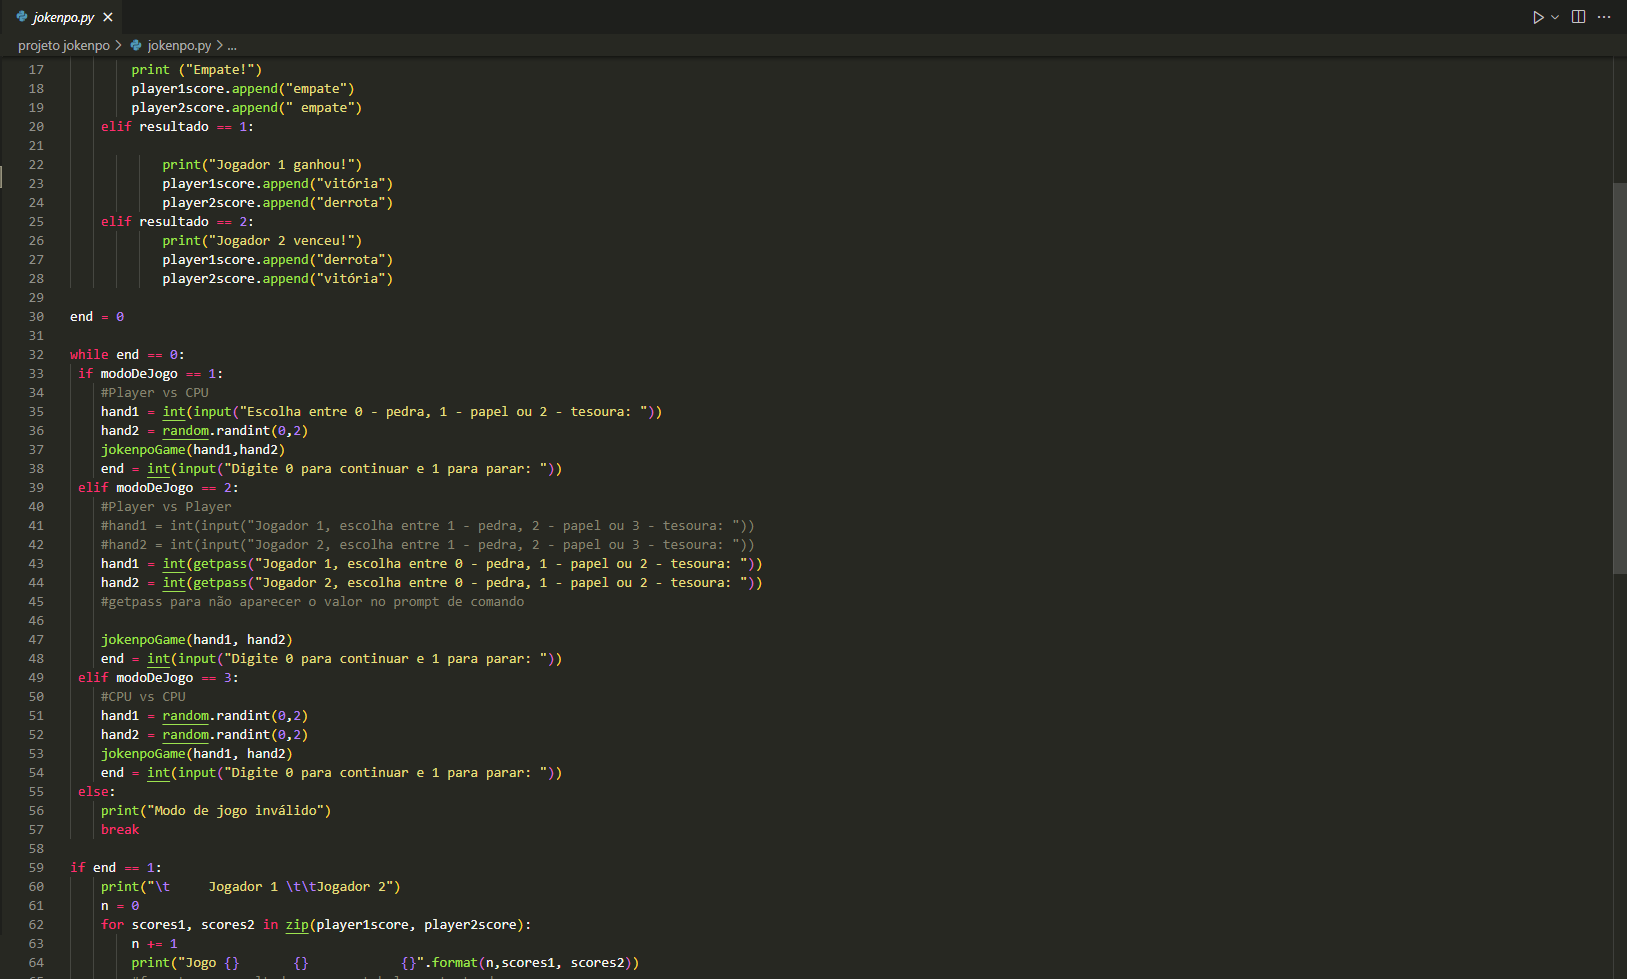 jokenpo.py
projeto jokenpo > jokenpo.py > ...
17 print ("Empate!")
18 player1score.append("empate")
19 player2score.append(" empate")
20 elif resultado == 1:
21
22 print("Jogador 1 ganhou!")
23 player1score.append("vitória")
24 player2score.append("derrota")
25 elif resultado == 2:
26 print("Jogador 2 venceu!")
27 player1score.append("derrota")
28 player2score.append("vitória")
29
30 end = 0
31
32 while end == 0:
33 if modoDeJogo == 1:
34 #Player vs CPU
35 hand1 = int(input("Escolha entre 0 - pedra, 1 - papel ou 2 - tesoura: "))
36 hand2 = random.randint(0,2)
37 jokenpoGame(hand1,hand2)
38 end = int(input("Digite 0 para continuar e 1 para parar: "))
39 elif modoDeJogo == 2:
40 #Player vs Player
41 #hand1 = int(input("Jogador 1, escolha entre 1 - pedra, 2 - papel ou 3 - tesoura: "))
42 #hand2 = int(input("Jogador 2, escolha entre 1 - pedra, 2 - papel ou 3 - tesoura: "))
43 hand1 = int(getpass("Jogador 1, escolha entre 0 - pedra, 1 - papel ou 2 - tesoura: "))
44 hand2 = int(getpass("Jogador 2, escolha entre 0 - pedra, 1 - papel ou 2 - tesoura: "))
45 #getpass para não aparecer o valor no prompt de comando
46
47 jokenpoGame(hand1, hand2)
48 end = int(input("Digite 0 para continuar e 1 para parar: "))
49 elif modoDeJogo == 3:
50 #CPU vs CPU
51 hand1 = random.randint(0,2)
52 hand2 = random.randint(0,2)
53 jokenpoGame(hand1, hand2)
54 end = int(input("Digite 0 para continuar e 1 para parar: "))
55 else:
56 print("Modo de jogo inválido")
57 break
58
59 if end == 1:
60 print("\t     Jogador 1 \t\tJogador 2")
61 n = 0
62 for scores1, scores2 in zip(player1score, player2score):
63 n += 1
64 print("Jogo {}       {}            {}".format(n,scores1, scores2))